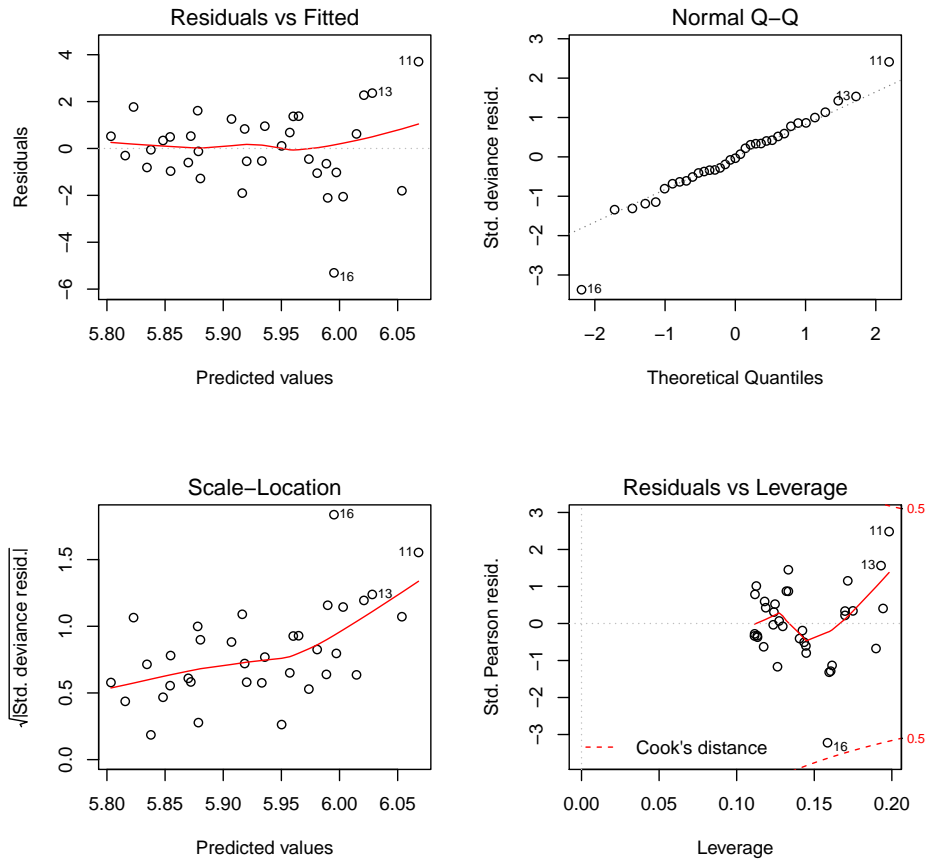 Residuals vs Fitted
Residuals
4
2
0
−2
−4
−6
11
13
16
5.80 5.85 5.90 5.95 6.00 6.05
Predicted values
Normal Q−Q
Std. deviance resid.
3
2
1
0
−1
−2
−3
11
13
16
−2 −1 0 1 2
Theoretical Quantiles
Scale−Location
√|Std. deviance resid.|
1.5
1.0
0.5
0.0
16
11
13
5.80 5.85 5.90 5.95 6.00 6.05
Predicted values
Residuals vs Leverage
Std. Pearson resid.
3
2
1
0
−1
−2
−3
0.5
11
13
16
0.5
Cook's distance
0.00 0.05 0.10 0.15 0.20
Leverage